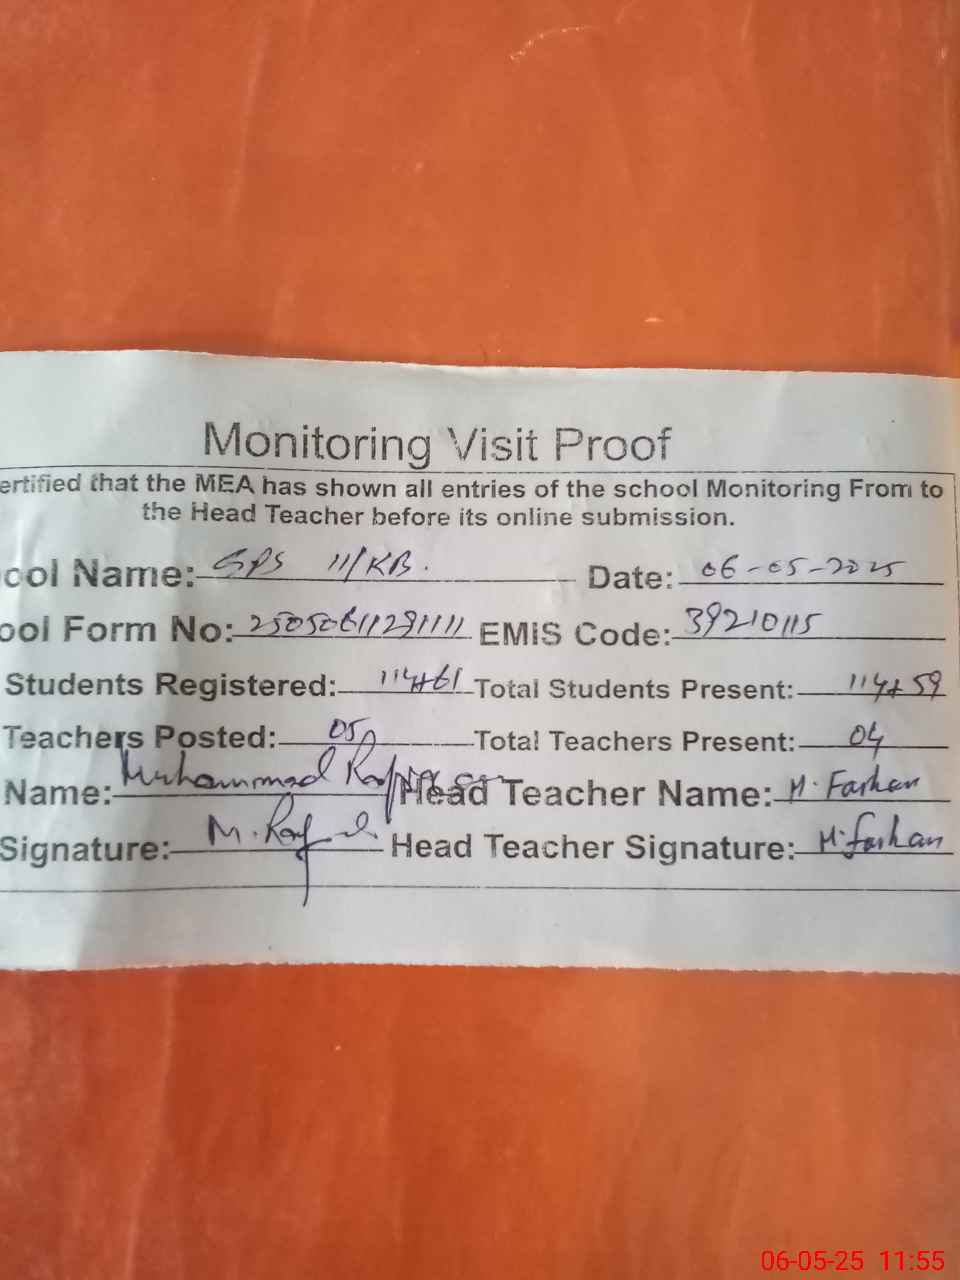 Monitoring Visit Proof
ertified that the MEA has shown all entries of the school Monitoring From to
the Head Teacher before its online submission.
ool Name: GPS 11/KB. Date: 06-05-2025
ool Form No: EMIS Code: 39210115
Students Registered: 114+61 Total Students Present: 114+59
Teachers Posted: 05 Total Teachers Present: 04
Name: Muhammad Head Teacher Name: M. Farhan
Signature: M. Head Teacher Signature: M. Farhan
06-05-25 11:55